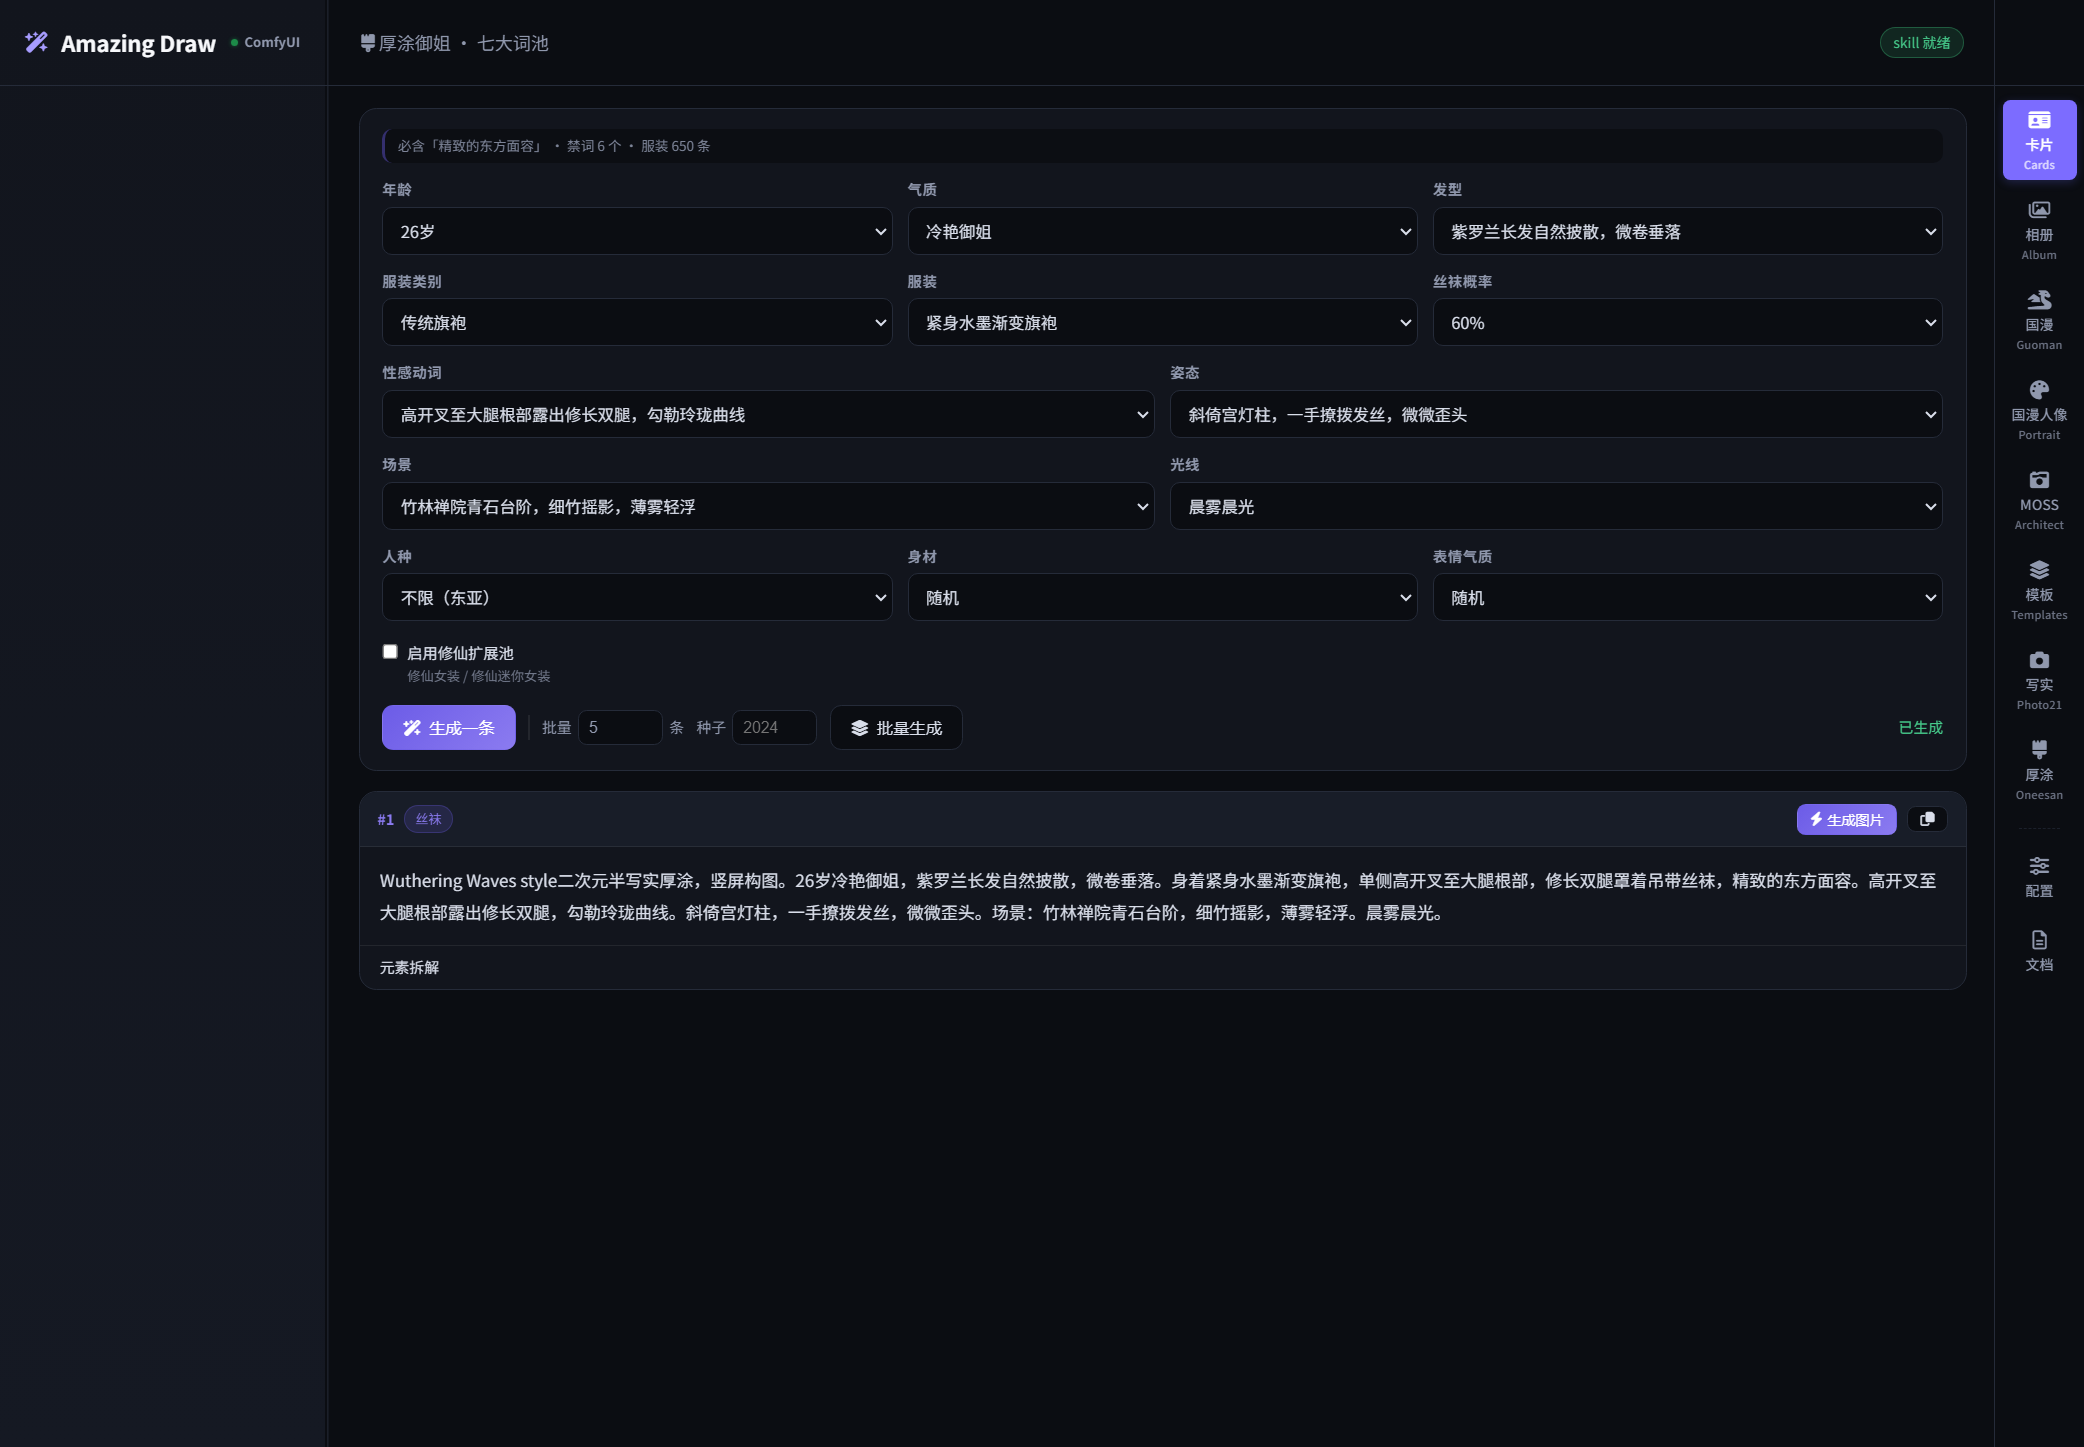 Amazing Draw ComfyUI
厚涂御姐 · 七大词池
skill 就绪
必含「精致的东方面容」 · 禁词 6 个 · 服装 650 条
年龄 气质 发型
26岁 冷艳御姐 紫罗兰长发自然披散，微卷垂落
服装类别 服装 丝袜概率
传统旗袍 紧身水墨渐变旗袍 60%
性感动词 姿态
高开叉至大腿根部露出修长双腿，勾勒玲珑曲线 斜倚宫灯柱，一手撩拨发丝，微微歪头
场景 光线
竹林禅院青石台阶，细竹摇影，薄雾轻浮 晨雾晨光
人种 身材 表情气质
不限（东亚） 随机 随机
启用修仙扩展池
修仙女装 / 修仙迷你女装
生成一条 批量 5 条 种子 2024 批量生成 已生成
#1 丝袜 生成图片
Wuthering Waves style二次元半写实厚涂，竖屏构图。26岁冷艳御姐，紫罗兰长发自然披散，微卷垂落。身着紧身水墨渐变旗袍，单侧高开叉至大腿根部，修长双腿罩着吊带丝袜，精致的东方面容。高开叉至
大腿根部露出修长双腿，勾勒玲珑曲线。斜倚宫灯柱，一手撩拨发丝，微微歪头。场景：竹林禅院青石台阶，细竹摇影，薄雾轻浮。晨雾晨光。
元素拆解
卡片
Cards
相册
Album
国漫
Guoman
国漫人像
Portrait
MOSS
Architect
模板
Templates
写实
Photo21
厚涂
Oneesan
配置
文档